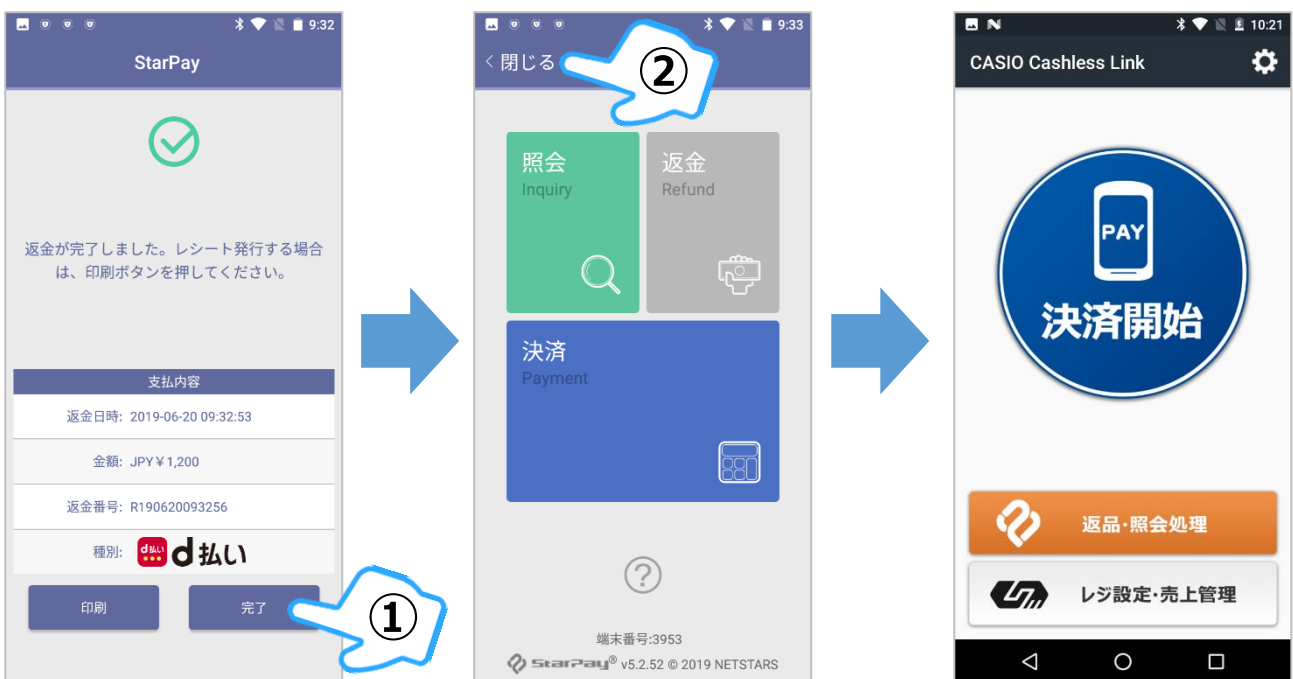 9:32
StarPay
返金が完了しました。レシート発行する場合
は、印刷ボタンを押してください。
支払内容
返金日時: 2019-06-20 09:32:53
金額: JPY¥1,200
返金番号: R190620093256
種別: d払い d払い
印刷
完了
①
9:33
<閉じる
②
照会
Inquiry
返金
Refund
決済
Payment
?
端末番号:3953
StarPay® v5.2.52 © 2019 NETSTARS
10:21
CASIO Cashless Link
PAY
決済開始
返品・照会処理
レジ設定・売上管理